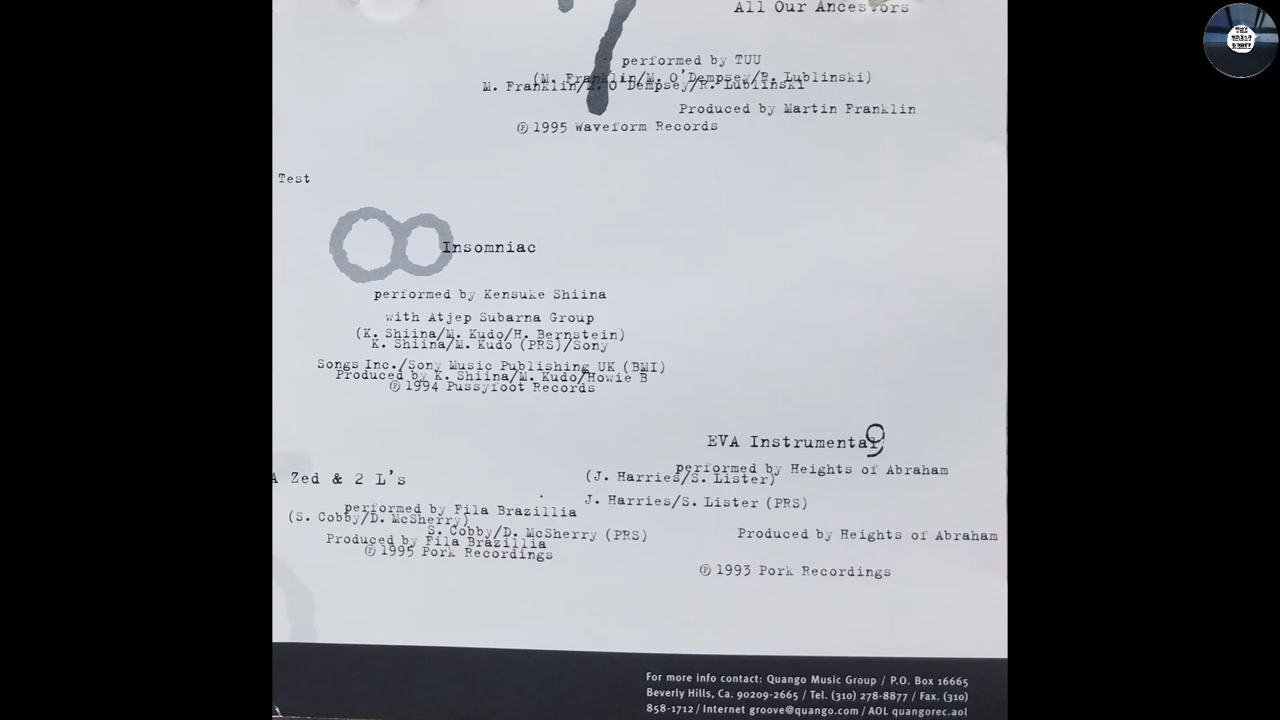 All Our Ancestors
7
performed by TUU
(M. Franklin/M. O'Dempsey/R. Lublinski)
M. Franklin/M. O'Dempsey/R. Lublinski
Produced by Martin Franklin
℗ 1995 Waveform Records
Test
8
Insomniac
performed by Kensuke Shiina
with Atjep Subarna Group
(K. Shiina/M. Kudo/H. Bernstein)
K. Shiina/M. Kudo (PRS)/Sony
Songs Inc./Sony Music Publishing UK (BMI)
Produced by K. Shiina/M. Kudo/Howie B
℗ 1994 Pussyfoot Records
EVA Instrumental
9
performed by Heights of Abraham
(J. Harries/S. Lister)
J. Harries/S. Lister (PRS)
Produced by Heights of Abraham
℗ 1993 Pork Recordings
A Zed & 2 L's
performed by Fila Brazillia
(S. Cobby/D. McSherry)
S. Cobby/D. McSherry (PRS)
Produced by Fila Brazillia
℗ 1995 Pork Recordings
For more info contact: Quango Music Group / P.O. Box 16665
Beverly Hills, Ca. 90209-2665 / Tel. (310) 278-8877 / Fax. (310)
858-1712 / Internet groove@quango.com / AOL quangorec.aol